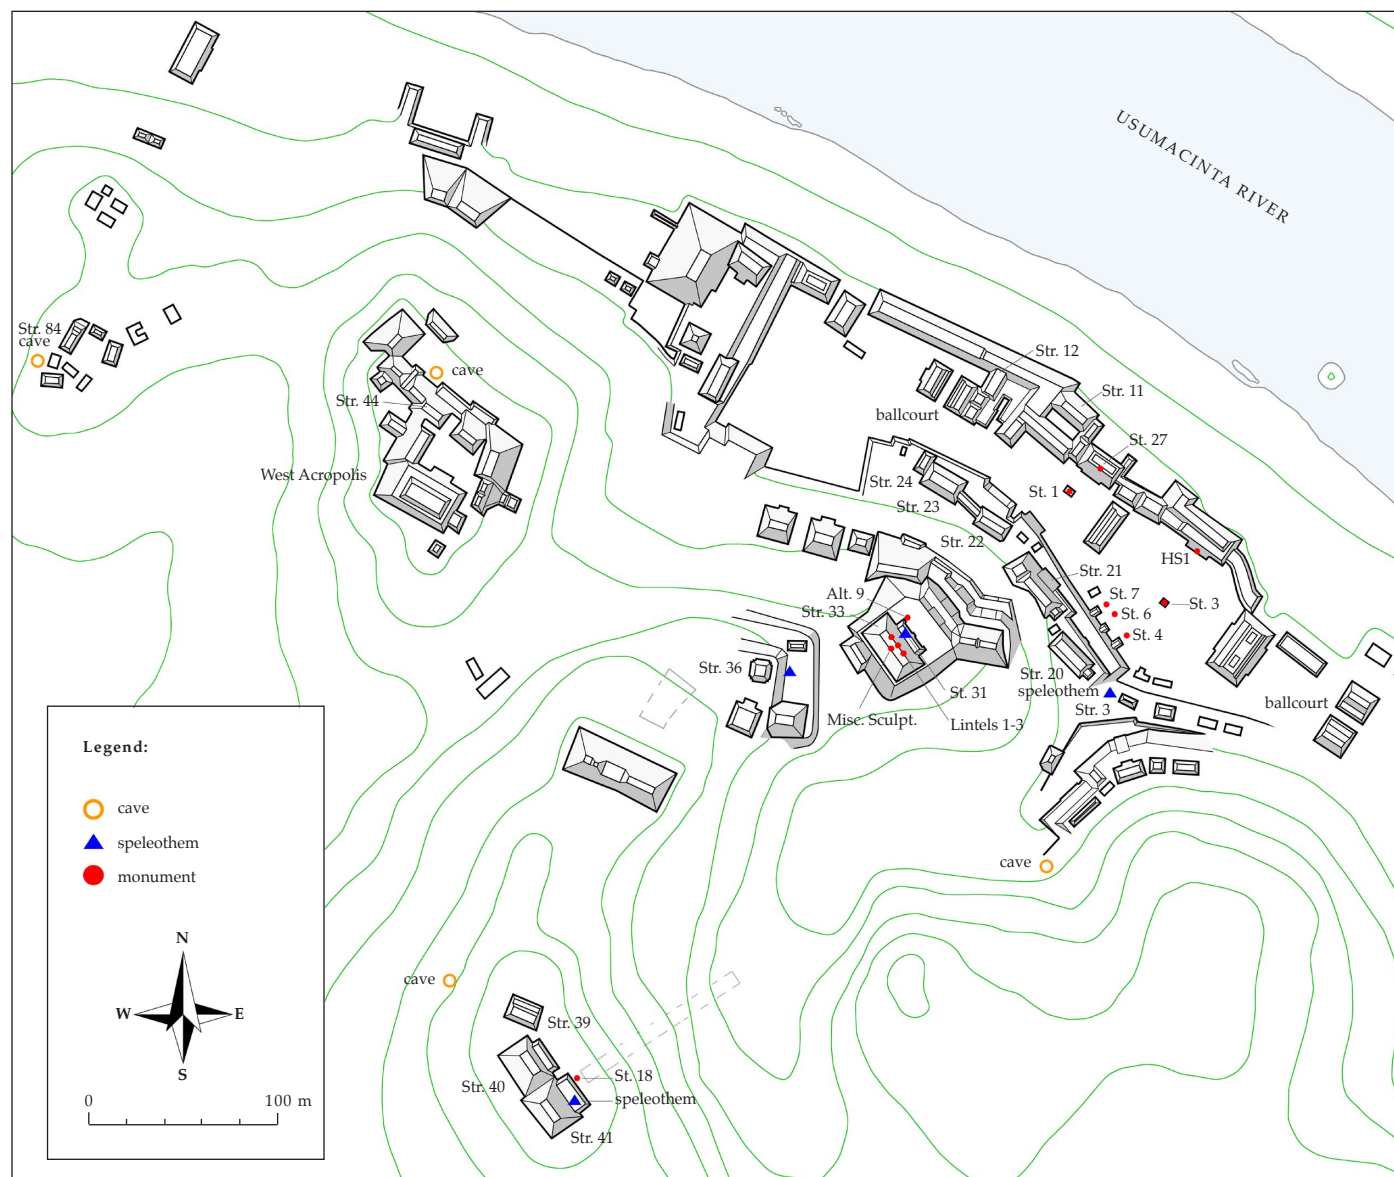 USUMACINTA RIVER
Str. 84
cave
cave
Str. 44
West Acropolis
Str. 12
Str. 11
ballcourt
St. 27
St. 1
Str. 24
Str. 23
Str. 22
HS1
Str. 21
St. 7
St. 6
St. 3
St. 4
Alt. 9
Str. 33
Str. 36
Str. 20
speleothem
Str. 3
St. 31
Misc. Sculpt.
Lintels 1-3
ballcourt
Legend:
cave
speleothem
monument
N
W
E
S
0
100 m
cave
cave
Str. 39
St. 18
Str. 40
speleothem
Str. 41